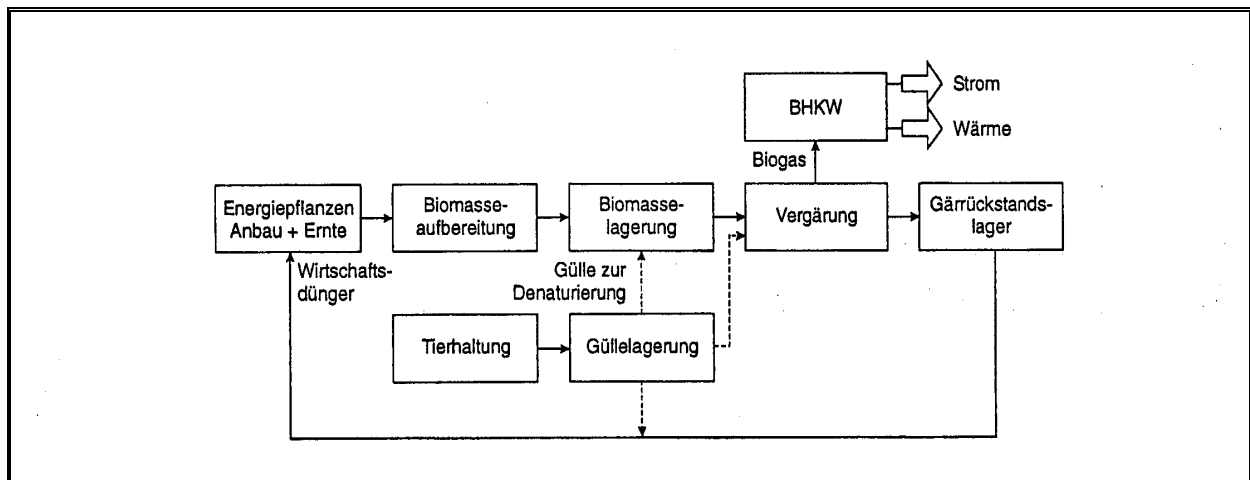 BHKW
Strom
Wärme
Biogas
Energiepflanzen
Anbau + Ernte
Biomasse-
aufbereitung
Biomasse-
lagerung
Vergärung
Gärrückstands-
lager
Wirtschafts-
dünger
Gülle zur
Denaturierung
Tierhaltung
Güllelagerung